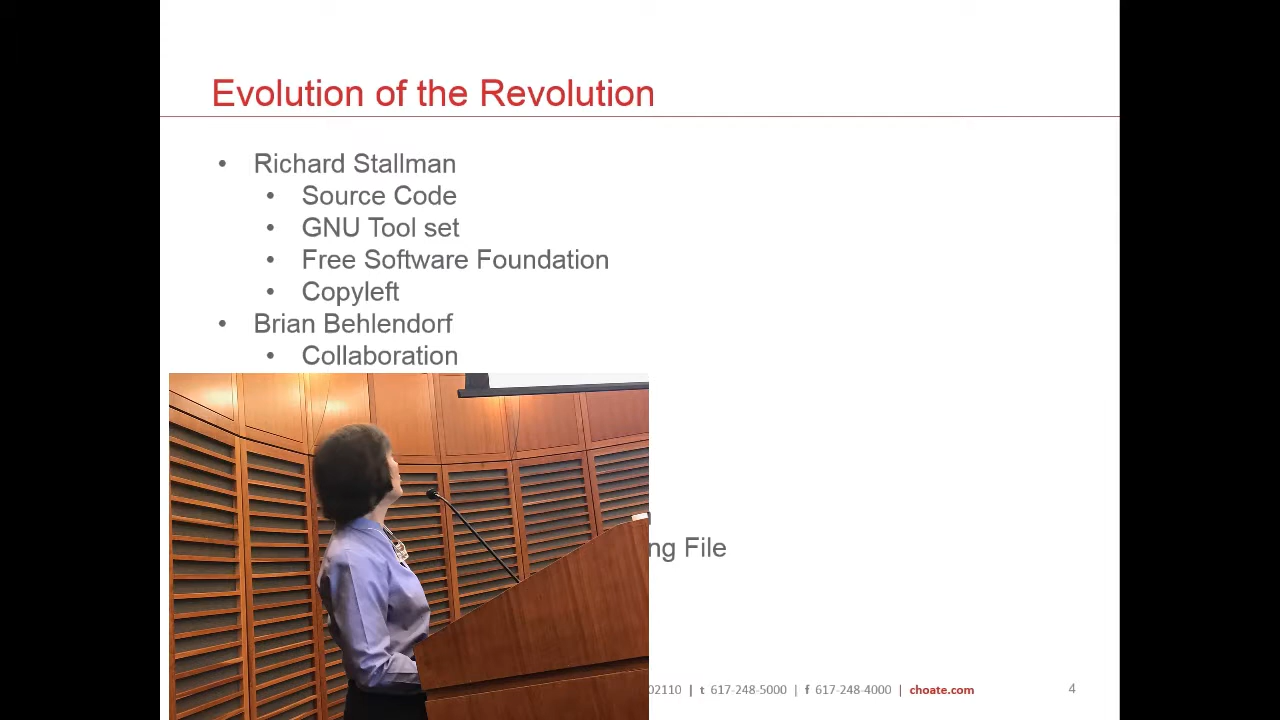 Evolution of the Revolution
• Richard Stallman
• Source Code
• GNU Tool set
• Free Software Foundation
• Copyleft
• Brian Behlendorf
• Collaboration
ng File
02110 | t 617-248-5000 | f 617-248-4000 | choate.com
4